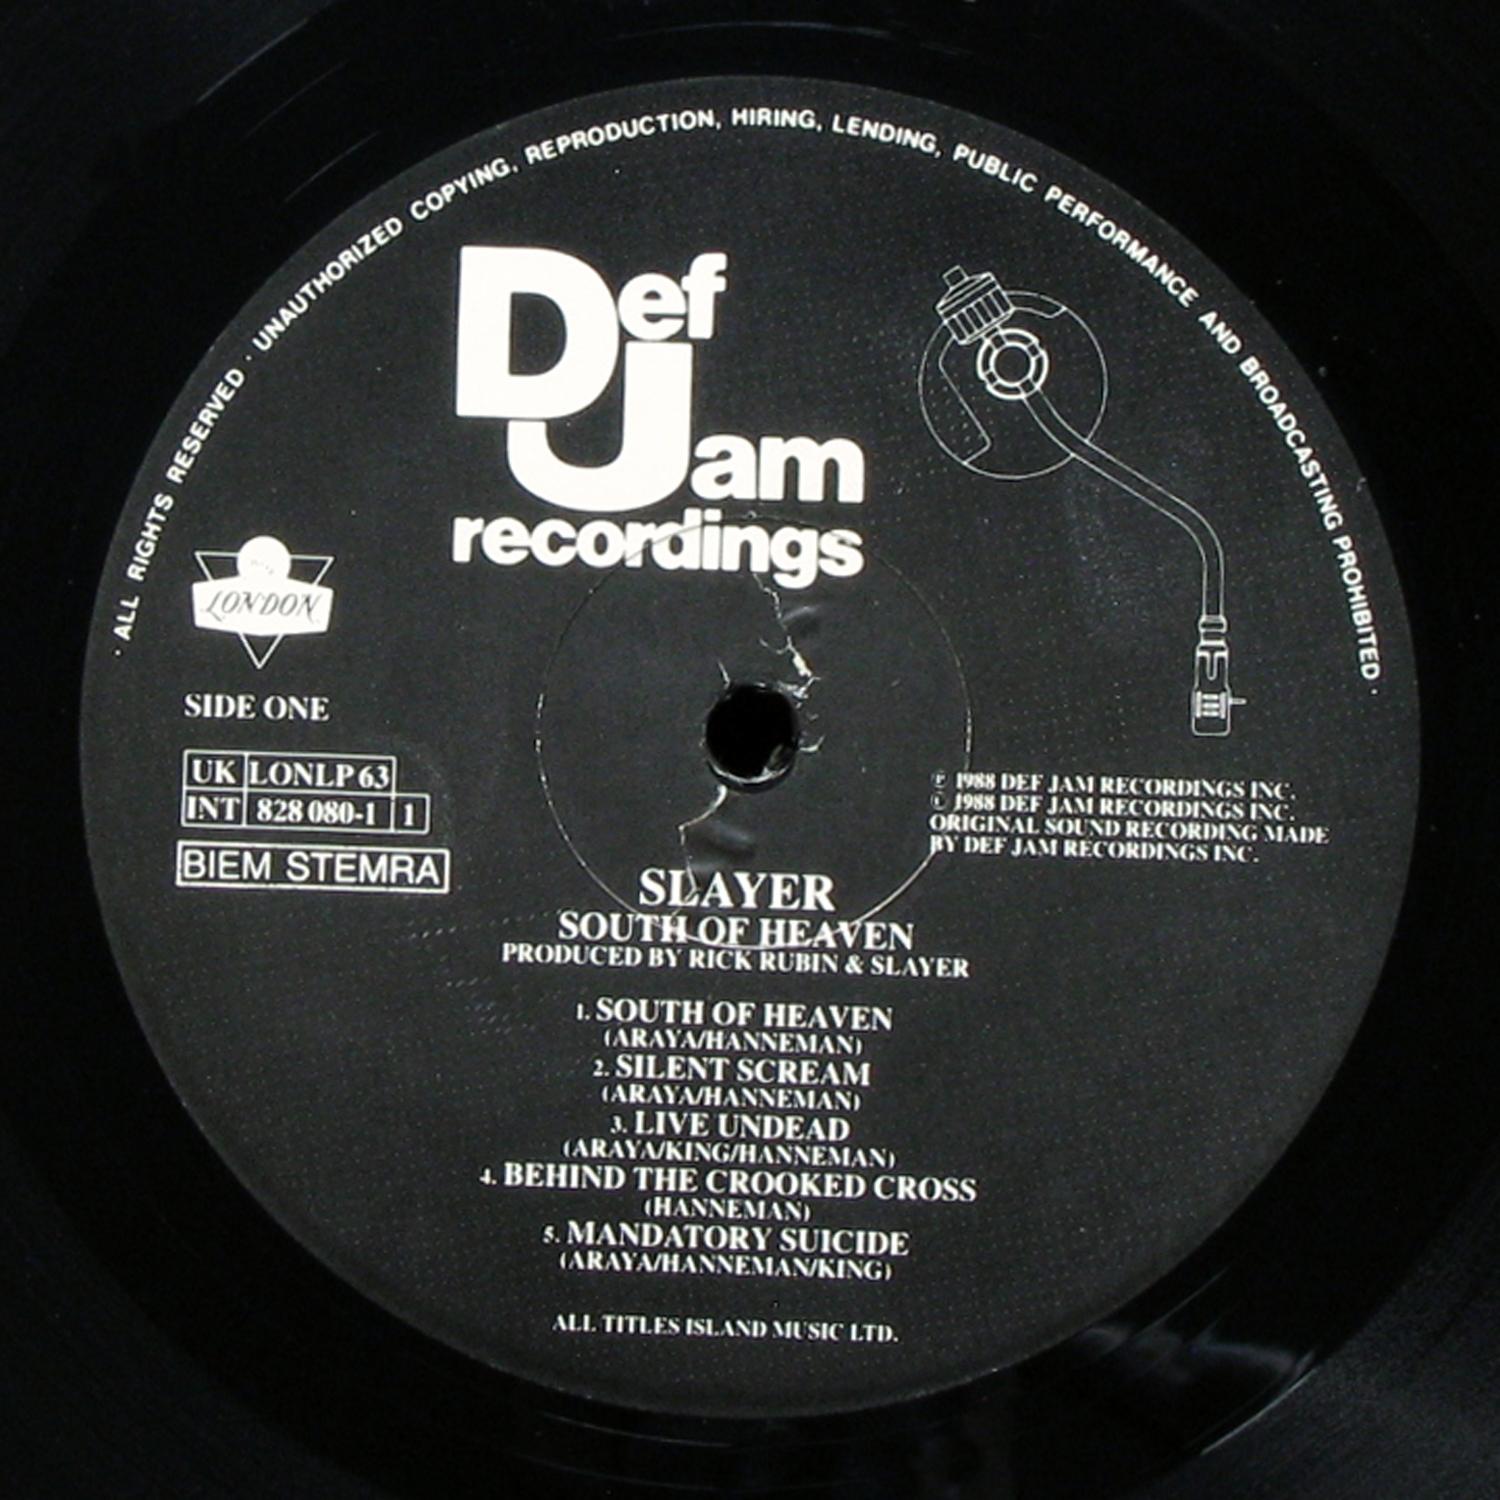 · ALL RIGHTS RESERVED · UNAUTHORIZED COPYING, REPRODUCTION, HIRING, LENDING, PUBLIC PERFORMANCE AND BROADCASTING PROHIBITED ·
Def
Jam
recordings
LONDON
SIDE ONE
UK LONLP 63
INT 828 080-1 1
BIEM STEMRA
℗ 1988 DEF JAM RECORDINGS INC.
© 1988 DEF JAM RECORDINGS INC.
ORIGINAL SOUND RECORDING MADE
BY DEF JAM RECORDINGS INC.
SLAYER
SOUTH OF HEAVEN
PRODUCED BY RICK RUBIN & SLAYER
1. SOUTH OF HEAVEN
(ARAYA/HANNEMAN)
2. SILENT SCREAM
(ARAYA/HANNEMAN)
3. LIVE UNDEAD
(ARAYA/KING/HANNEMAN)
4. BEHIND THE CROOKED CROSS
(HANNEMAN)
5. MANDATORY SUICIDE
(ARAYA/HANNEMAN/KING)
ALL TITLES ISLAND MUSIC LTD.